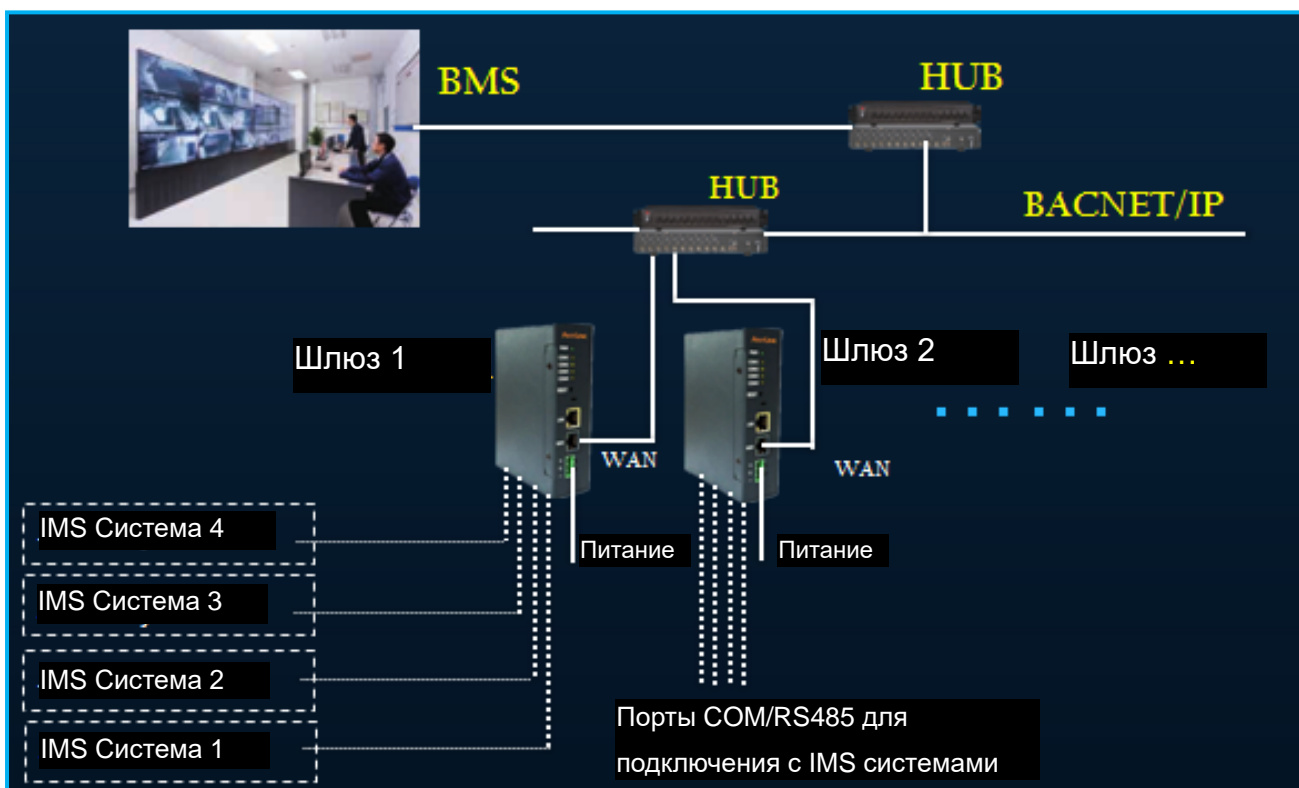 BMS
HUB
HUB
BACNET/IP
Шлюз 1
Шлюз 2
Шлюз ...
WAN
WAN
IMS Система 4
Питание
Питание
IMS Система 3
IMS Система 2
IMS Система 1
Порты COM/RS485 для
подключения с IMS системами